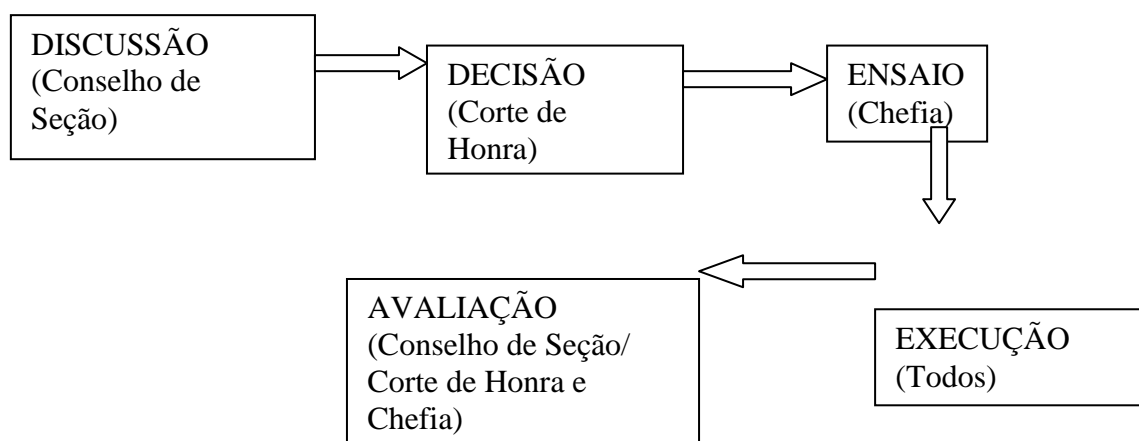 DISCUSSÃO
(Conselho de
Seção)
DECISÃO
(Corte de
Honra)
ENSAIO
(Chefia)
AVALIAÇÃO
(Conselho de Seção/
Corte de Honra e
Chefia)
EXECUÇÃO
(Todos)